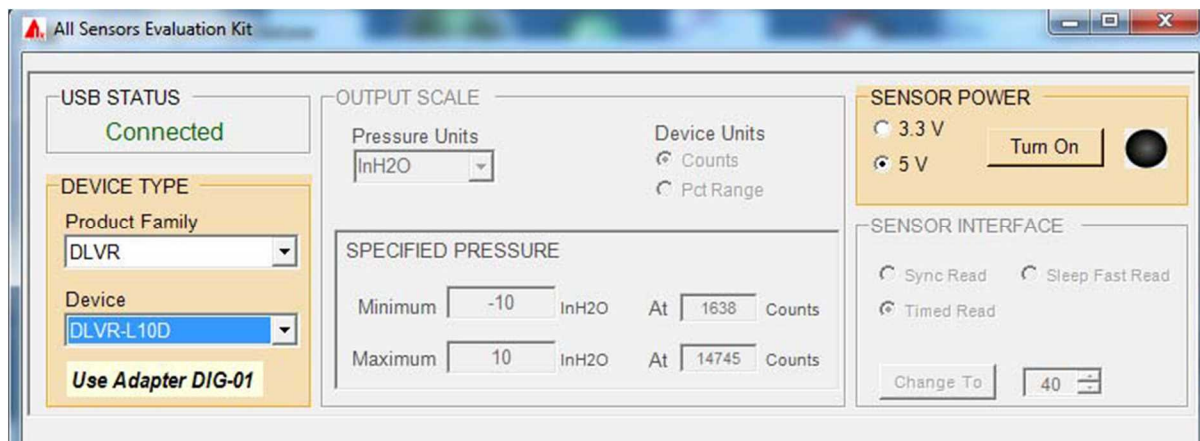 All Sensors Evaluation Kit
USB STATUS
Connected
DEVICE TYPE
Product Family
DLVR
Device
DLVR-L10D
Use Adapter DIG-01
OUTPUT SCALE
Pressure Units
InH2O
Device Units
Counts
Pct Range
SPECIFIED PRESSURE
Minimum -10 InH2O At 1638 Counts
Maximum 10 InH2O At 14745 Counts
SENSOR POWER
3.3 V
5 V
Turn On
SENSOR INTERFACE
Sync Read Sleep Fast Read
Timed Read
Change To 40